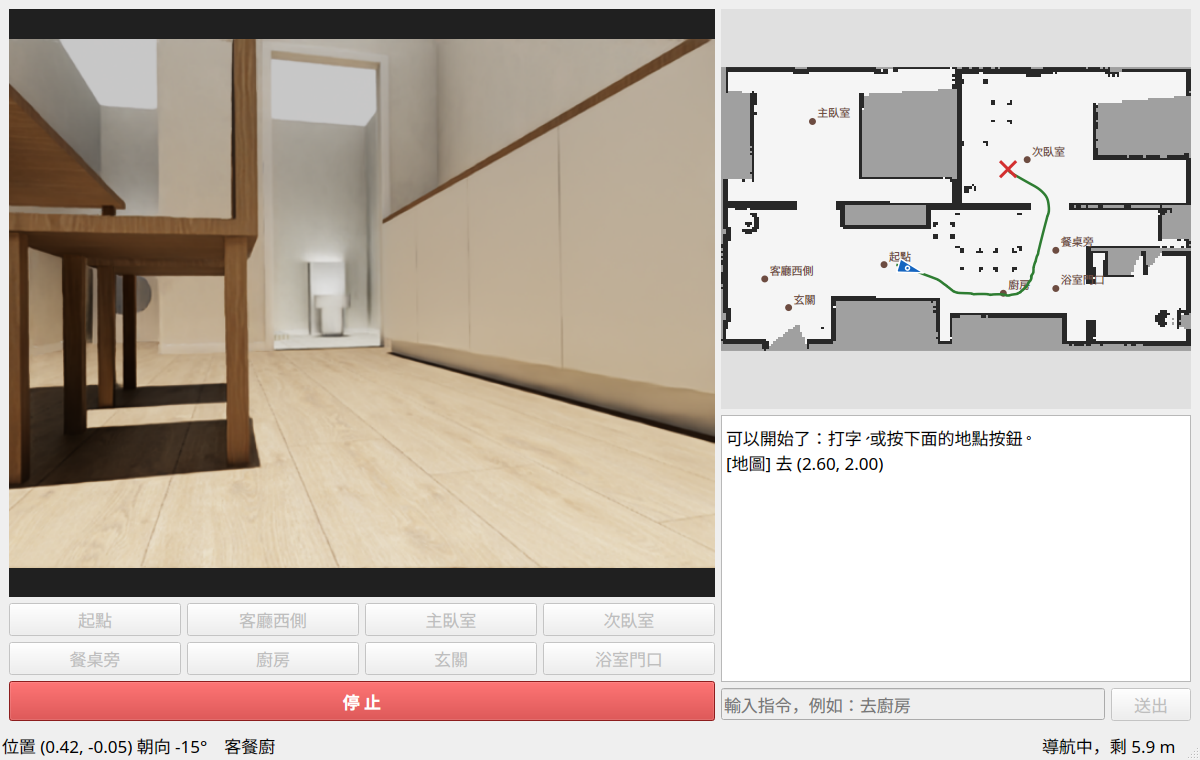 主臥室
次臥室
起點
餐桌旁
客廳西側
浴室門口
廚房
玄關
可以開始了：打字，或按下面的地點按鈕。
[地圖] 去 (2.60, 2.00)
起點 客廳西側 主臥室 次臥室
餐桌旁 廚房 玄關 浴室門口
停 止
輸入指令，例如：去廚房 送出
位置 (0.42, -0.05) 朝向 -15° 客餐廚 導航中，剩 5.9 m